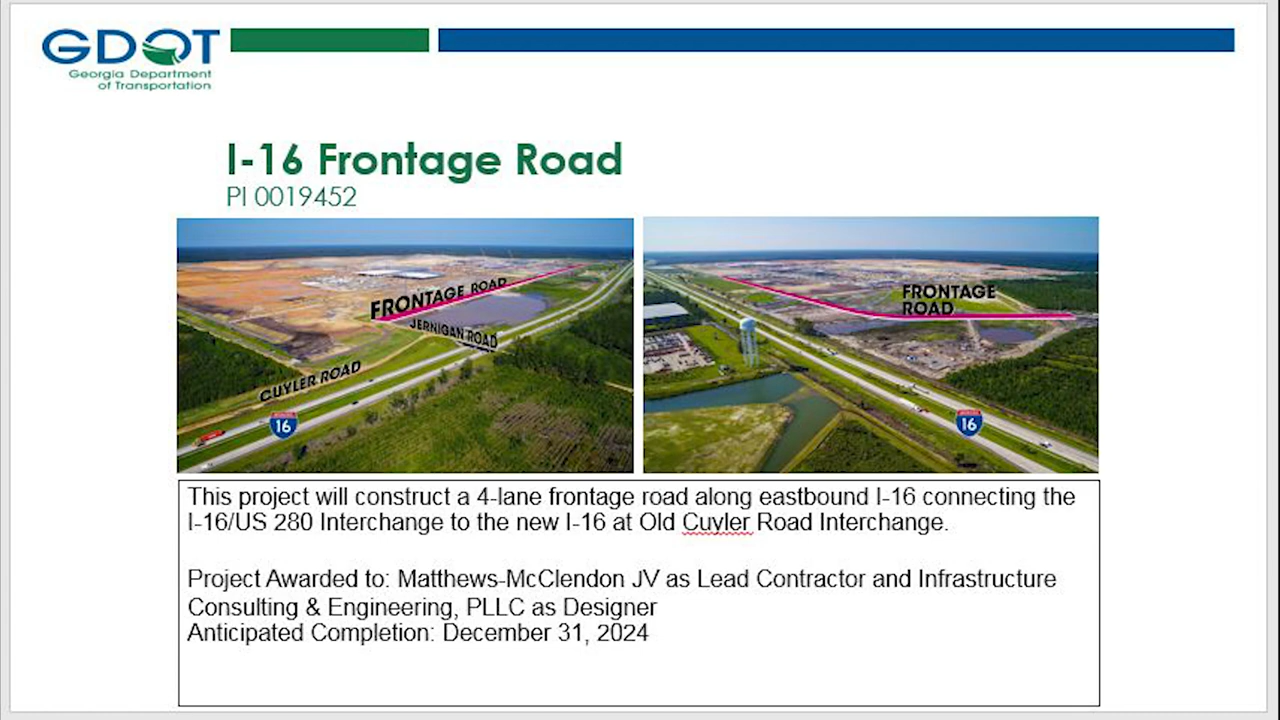 GDOT
Georgia Department
of Transportation
I-16 Frontage Road
PI 0019452
FRONTAGE ROAD
JERNIGAN ROAD
CUYLER ROAD
16
FRONTAGE
ROAD
16
This project will construct a 4-lane frontage road along eastbound I-16 connecting the
I-16/US 280 Interchange to the new I-16 at Old Cuyler Road Interchange.
Project Awarded to: Matthews-McClendon JV as Lead Contractor and Infrastructure
Consulting & Engineering, PLLC as Designer
Anticipated Completion: December 31, 2024